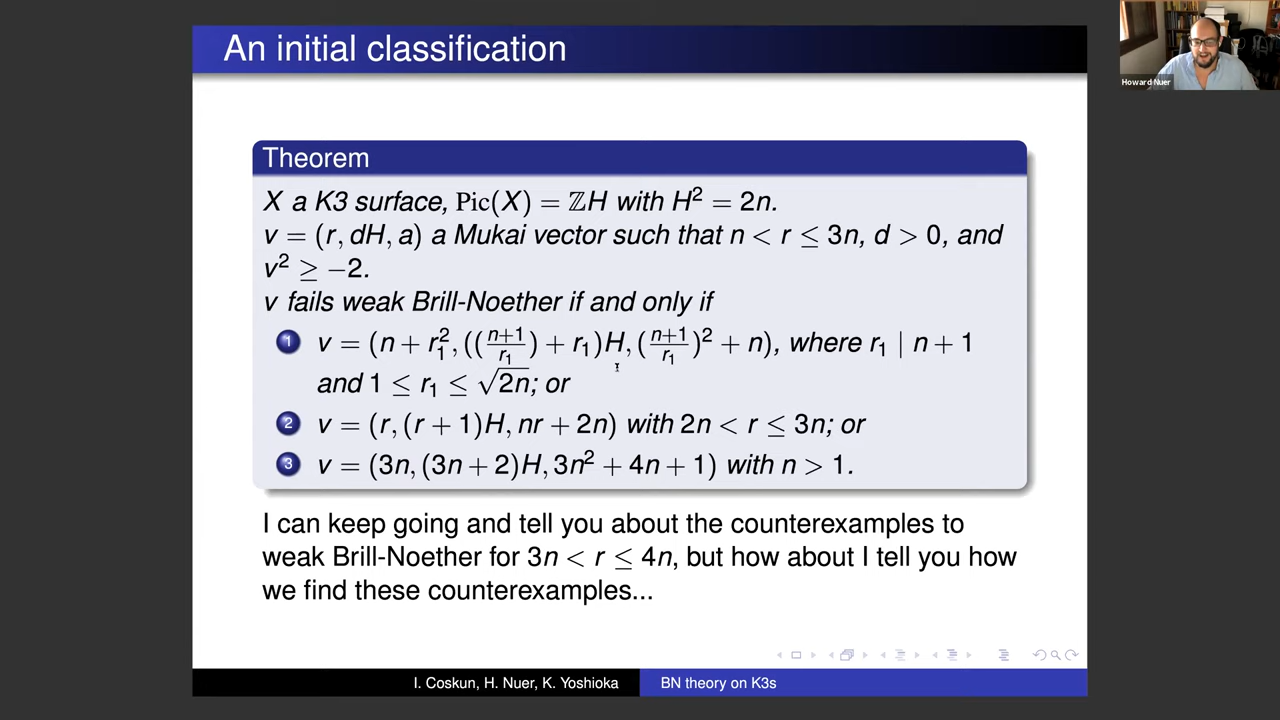 An initial classification
Howard Nuer
Theorem
X a K3 surface, Pic(X) = ℤH with H² = 2n.
v = (r, dH, a) a Mukai vector such that n < r ≤ 3n, d > 0, and
v² ≥ −2.
v fails weak Brill-Noether if and only if
1 v = (n + r₁², ((n+1/r₁) + r₁)H, (n+1/r₁)² + n), where r₁ | n + 1
and 1 ≤ r₁ ≤ √2n; or
2 v = (r, (r + 1)H, nr + 2n) with 2n < r ≤ 3n; or
3 v = (3n, (3n + 2)H, 3n² + 4n + 1) with n > 1.
I can keep going and tell you about the counterexamples to
weak Brill-Noether for 3n < r ≤ 4n, but how about I tell you how
we find these counterexamples...
I. Coskun, H. Nuer, K. Yoshioka BN theory on K3s